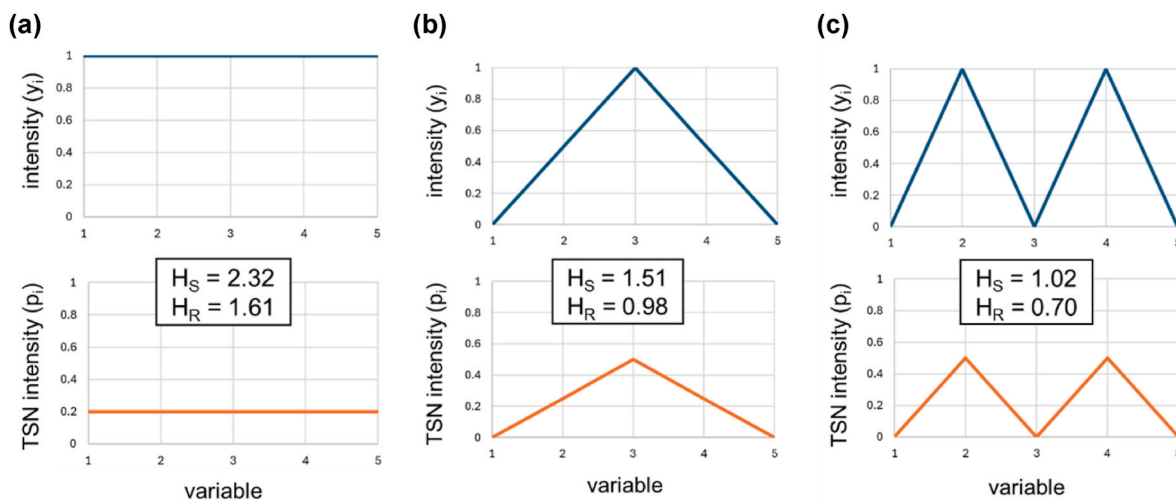 (a)
(b)
(c)
intensity (yi)
1
0.8
0.6
0.4
0.2
0
1 2 3 4 5
intensity (yi)
1
0.8
0.6
0.4
0.2
0
1 2 3 4 5
intensity (yi)
1
0.8
0.6
0.4
0.2
0
1 2 3 4 5
TSN intensity (pi)
1
0.8
0.6
0.4
0.2
0
HS = 2.32
HR = 1.61
1 2 3 4 5
variable
TSN intensity (pi)
1
0.8
0.6
0.4
0.2
0
HS = 1.51
HR = 0.98
1 2 3 4 5
variable
TSN intensity (pi)
1
0.8
0.6
0.4
0.2
0
HS = 1.02
HR = 0.70
1 2 3 4 5
variable